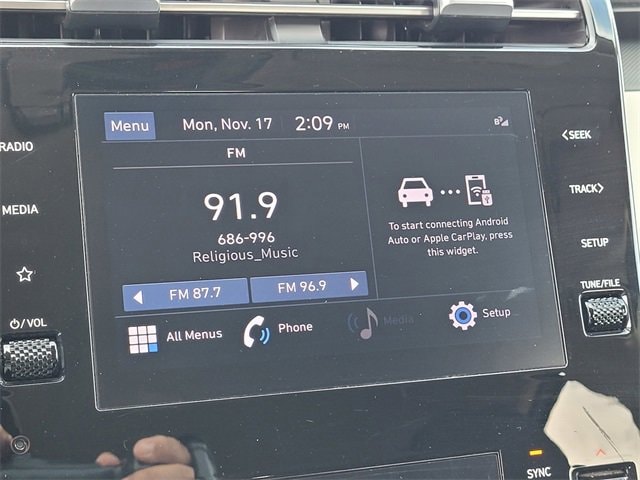 RADIO
MEDIA
⏻/VOL
Menu
Mon, Nov. 17
2:09 PM
FM
91.9
686-996
Religious_Music
FM 87.7
FM 96.9
To start connecting Android
Auto or Apple CarPlay, press
this widget.
All Menus
Phone
Media
Setup
<SEEK
TRACK>
SETUP
TUNE/FILE
SYNC